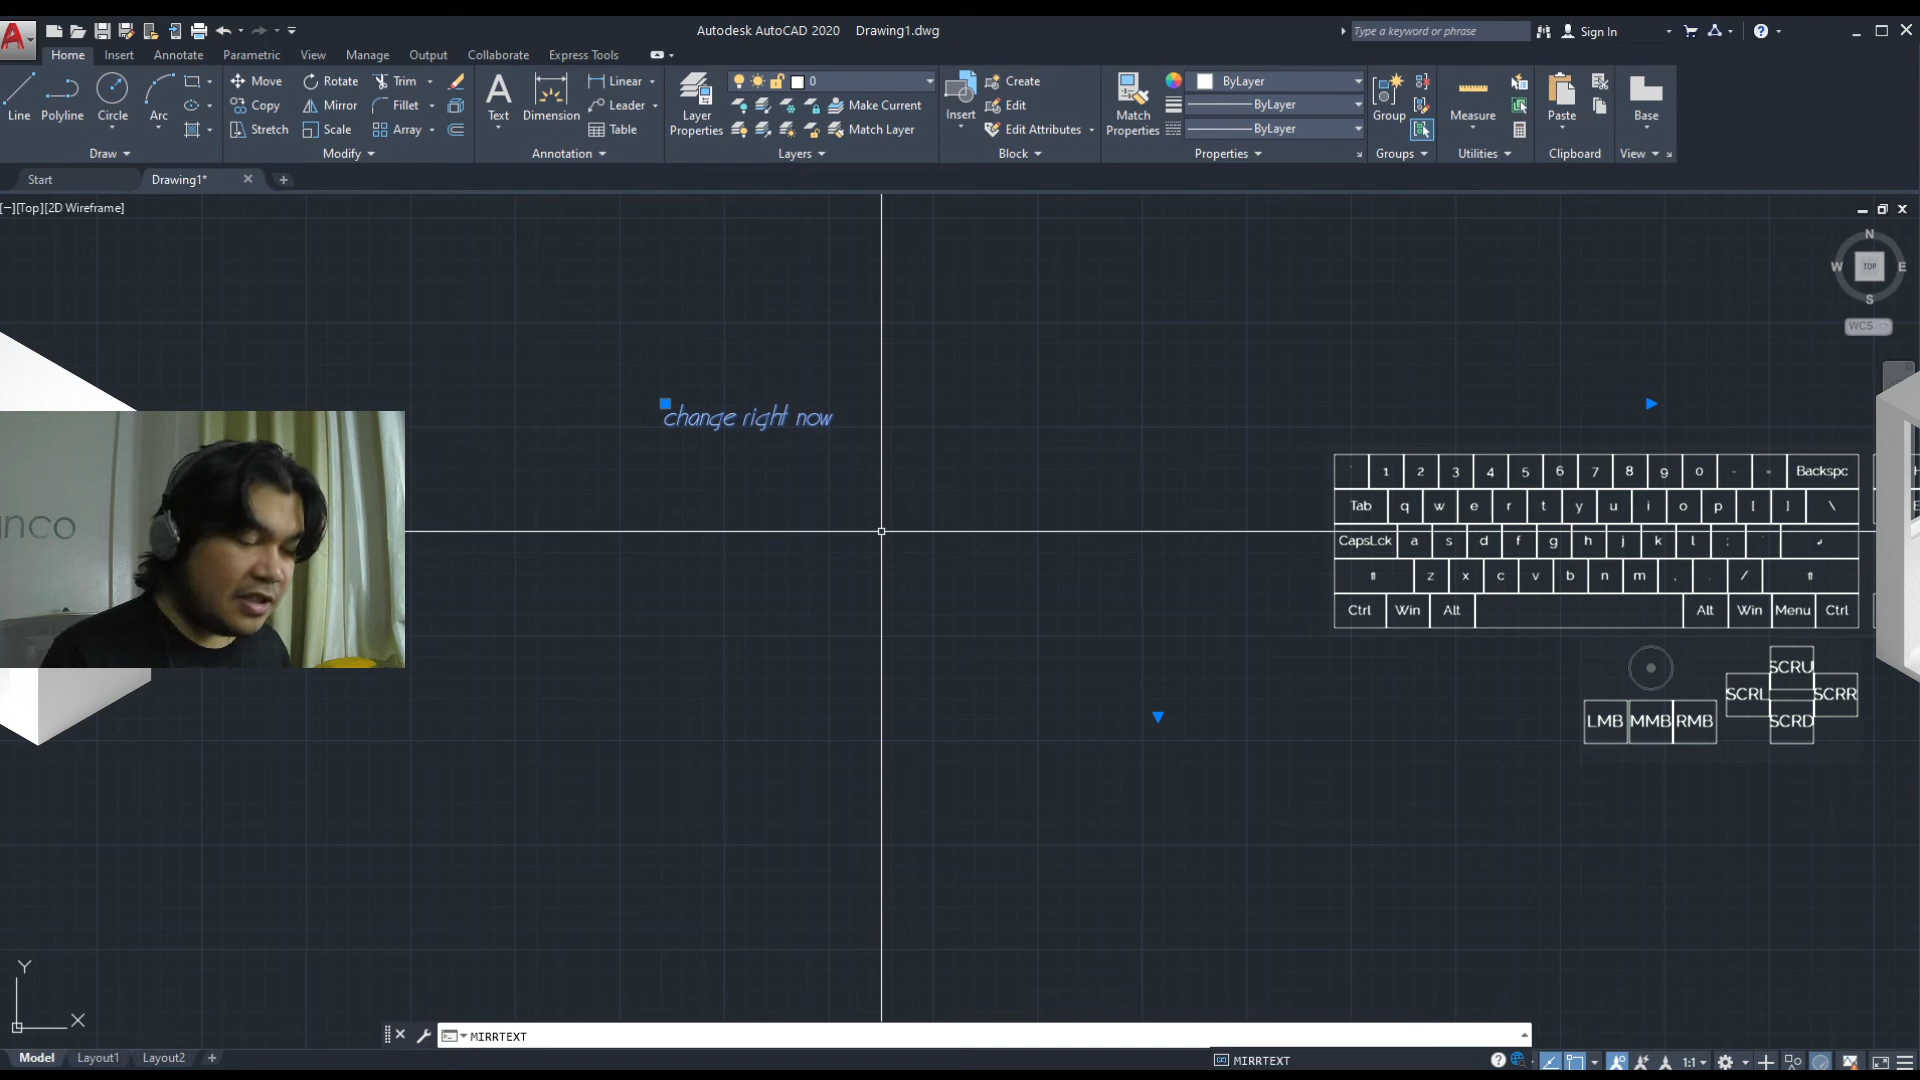 Autodesk AutoCAD 2020 Drawing1.dwg
Type a keyword or phrase
Sign In
Home Insert Annotate Parametric View Manage Output Collaborate Express Tools
Line Polyline Circle Arc
Move Rotate Trim
Copy Mirror Fillet
Stretch Scale Array
Text Dimension
Linear
Leader
Table
Layer Properties
0
Make Current
Match Layer
Insert
Create
Edit
Edit Attributes
Match Properties
ByLayer
ByLayer
ByLayer
Group
Measure
Paste
Base
Draw Modify Annotation Layers Block Properties Groups Utilities Clipboard View
Start Drawing1*
[−][Top][2D Wireframe]
N
W TOP E
S
WCS
change right now
gnco
1 2 3 4 5 6 7 8 9 0 - = Backspc
Tab q w e r t y u i o p [ ] \
CapsLck a s d f g h j k l ;
z x c v b n m , . /
Ctrl Win Alt Alt Win Menu Ctrl
SCRU
SCRL SCRR
LMB MMB RMB SCRD
Y
X
MIRRTEXT
Model Layout1 Layout2
MIRRTEXT
1:1